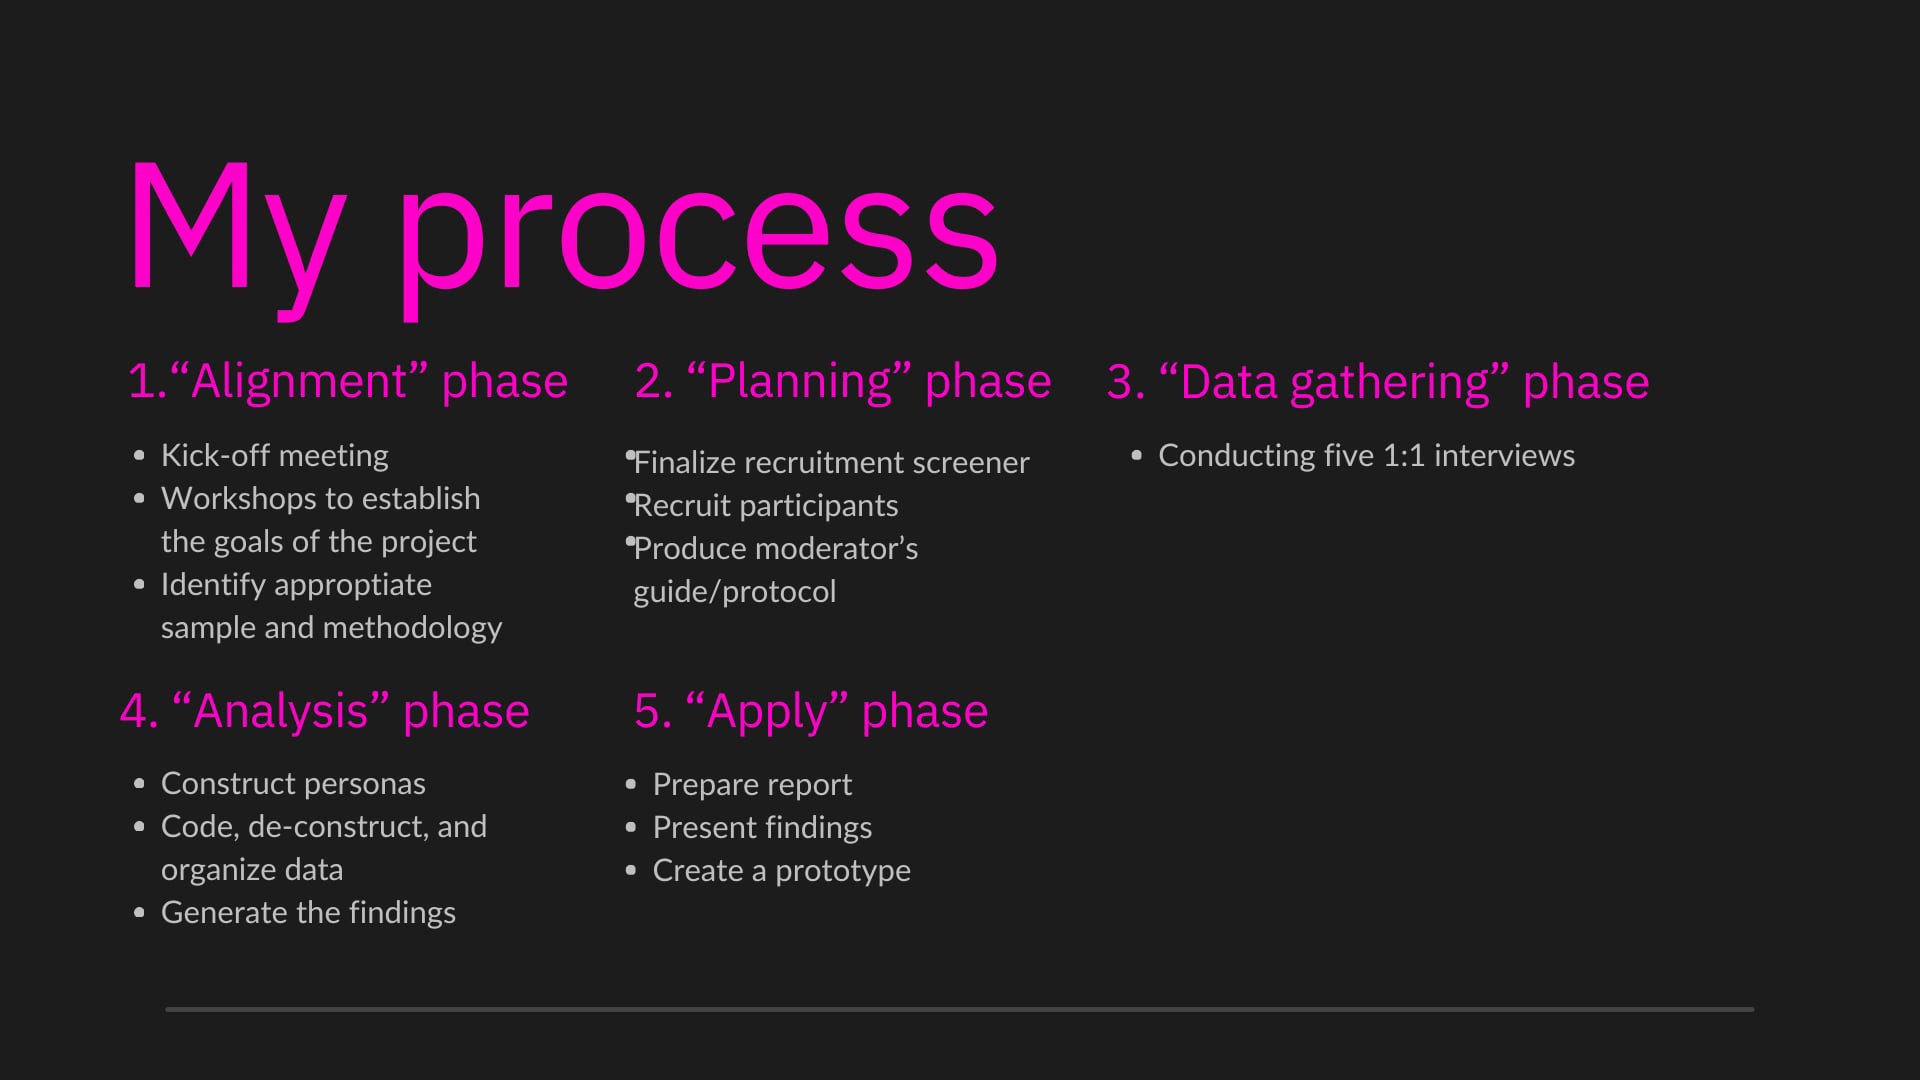 My process
1.“Alignment” phase
• Kick-off meeting
• Workshops to establish
the goals of the project
• Identify approptiate
sample and methodology
2. “Planning” phase
• Finalize recruitment screener
• Recruit participants
• Produce moderator’s
guide/protocol
3. “Data gathering” phase
• Conducting five 1:1 interviews
4. “Analysis” phase
• Construct personas
• Code, de-construct, and
organize data
• Generate the findings
5. “Apply” phase
• Prepare report
• Present findings
• Create a prototype